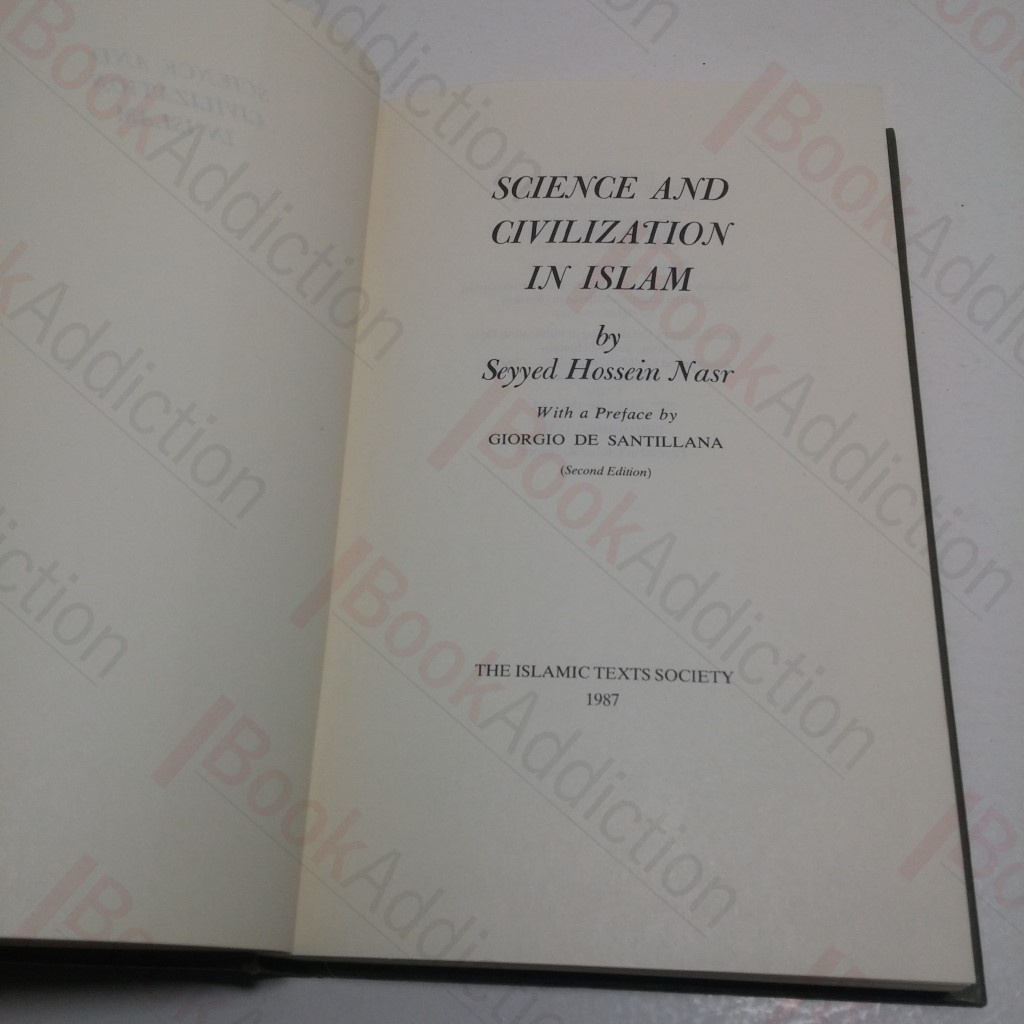 SCIENCE AND
CIVILIZATION
IN ISLAM
by
Seyyed Hossein Nasr
With a Preface by
GIORGIO DE SANTILLANA
(Second Edition)
THE ISLAMIC TEXTS SOCIETY
1987
BookAddiction